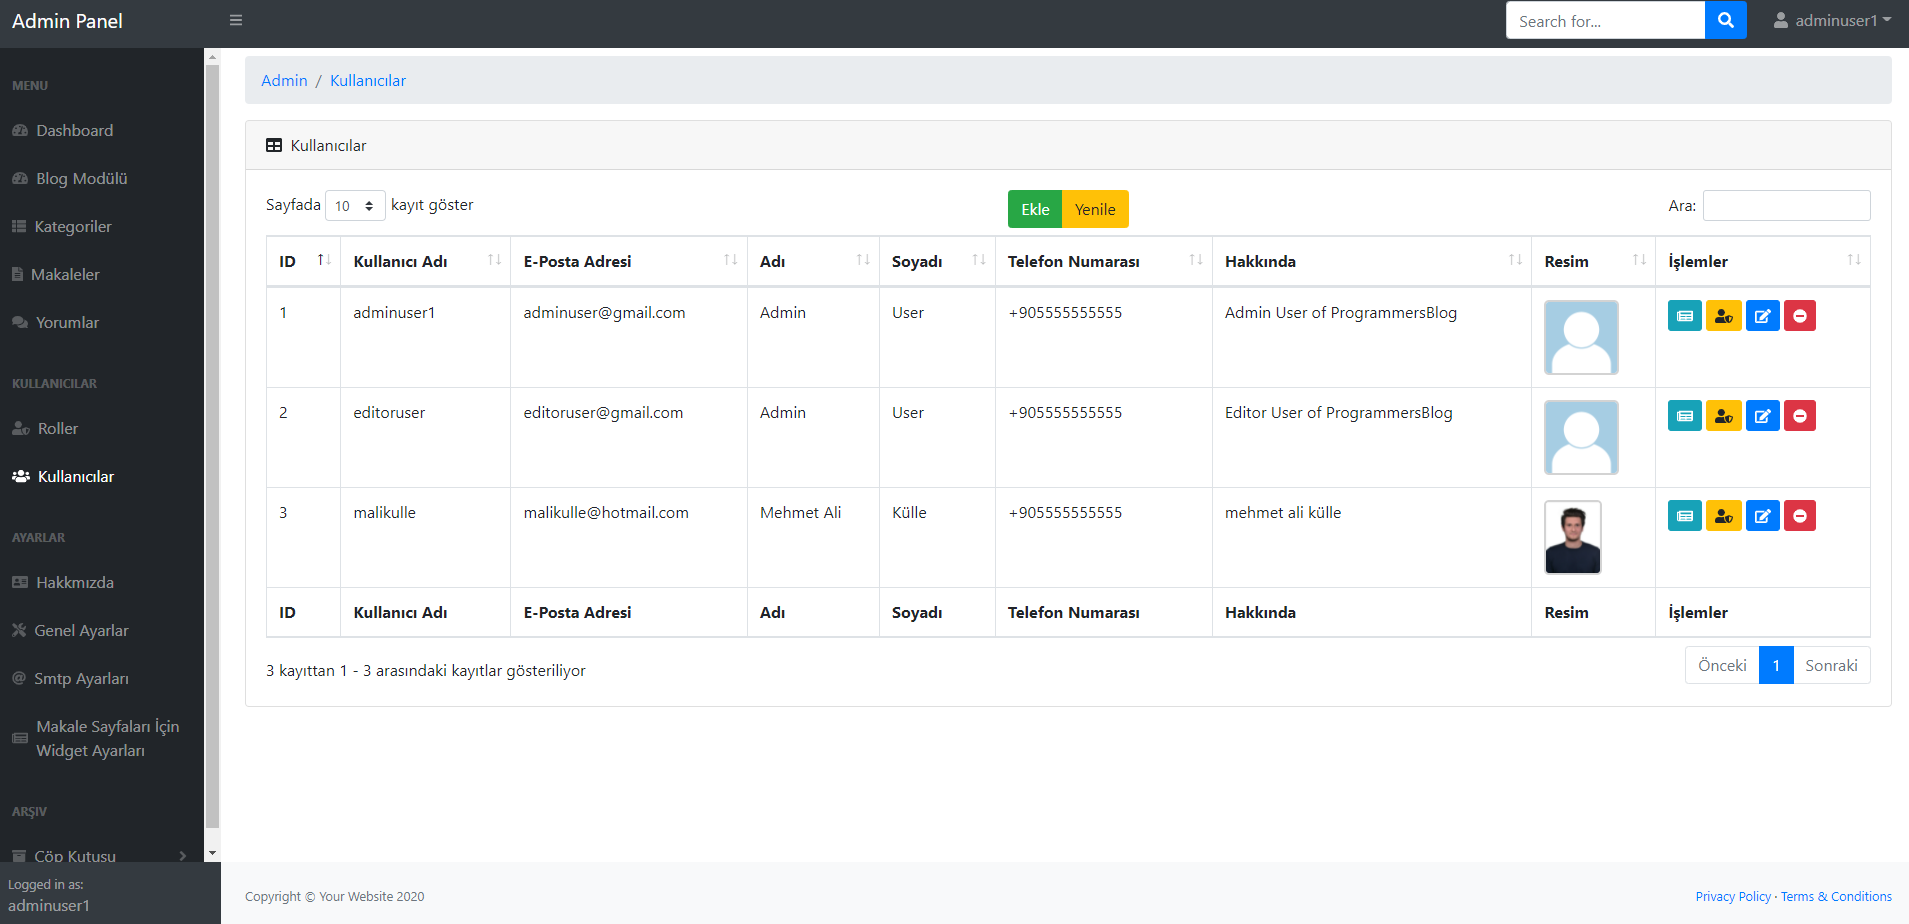 Admin Panel
Search for...
adminuser1
MENU
Dashboard
Blog Modülü
Kategoriler
Makaleler
Yorumlar
KULLANICILAR
Roller
Kullanıcılar
AYARLAR
Hakkmızda
Genel Ayarlar
Smtp Ayarları
Makale Sayfaları İçin
Widget Ayarları
ARŞIV
Çöp Kutusu
Logged in as:
adminuser1
Admin / Kullanıcılar
Kullanıcılar
Sayfada 10 kayıt göster
Ekle Yenile
Ara:
ID Kullanıcı Adı E-Posta Adresi Adı Soyadı Telefon Numarası Hakkında Resim İşlemler
1 adminuser1 adminuser@gmail.com Admin User +905555555555 Admin User of ProgrammersBlog
2 editoruser editoruser@gmail.com Admin User +905555555555 Editor User of ProgrammersBlog
3 malikulle malikulle@hotmail.com Mehmet Ali Külle +905555555555 mehmet ali külle
ID Kullanıcı Adı E-Posta Adresi Adı Soyadı Telefon Numarası Hakkında Resim İşlemler
3 kayıttan 1 - 3 arasındaki kayıtlar gösteriliyor
Önceki 1 Sonraki
Copyright © Your Website 2020
Privacy Policy · Terms & Conditions